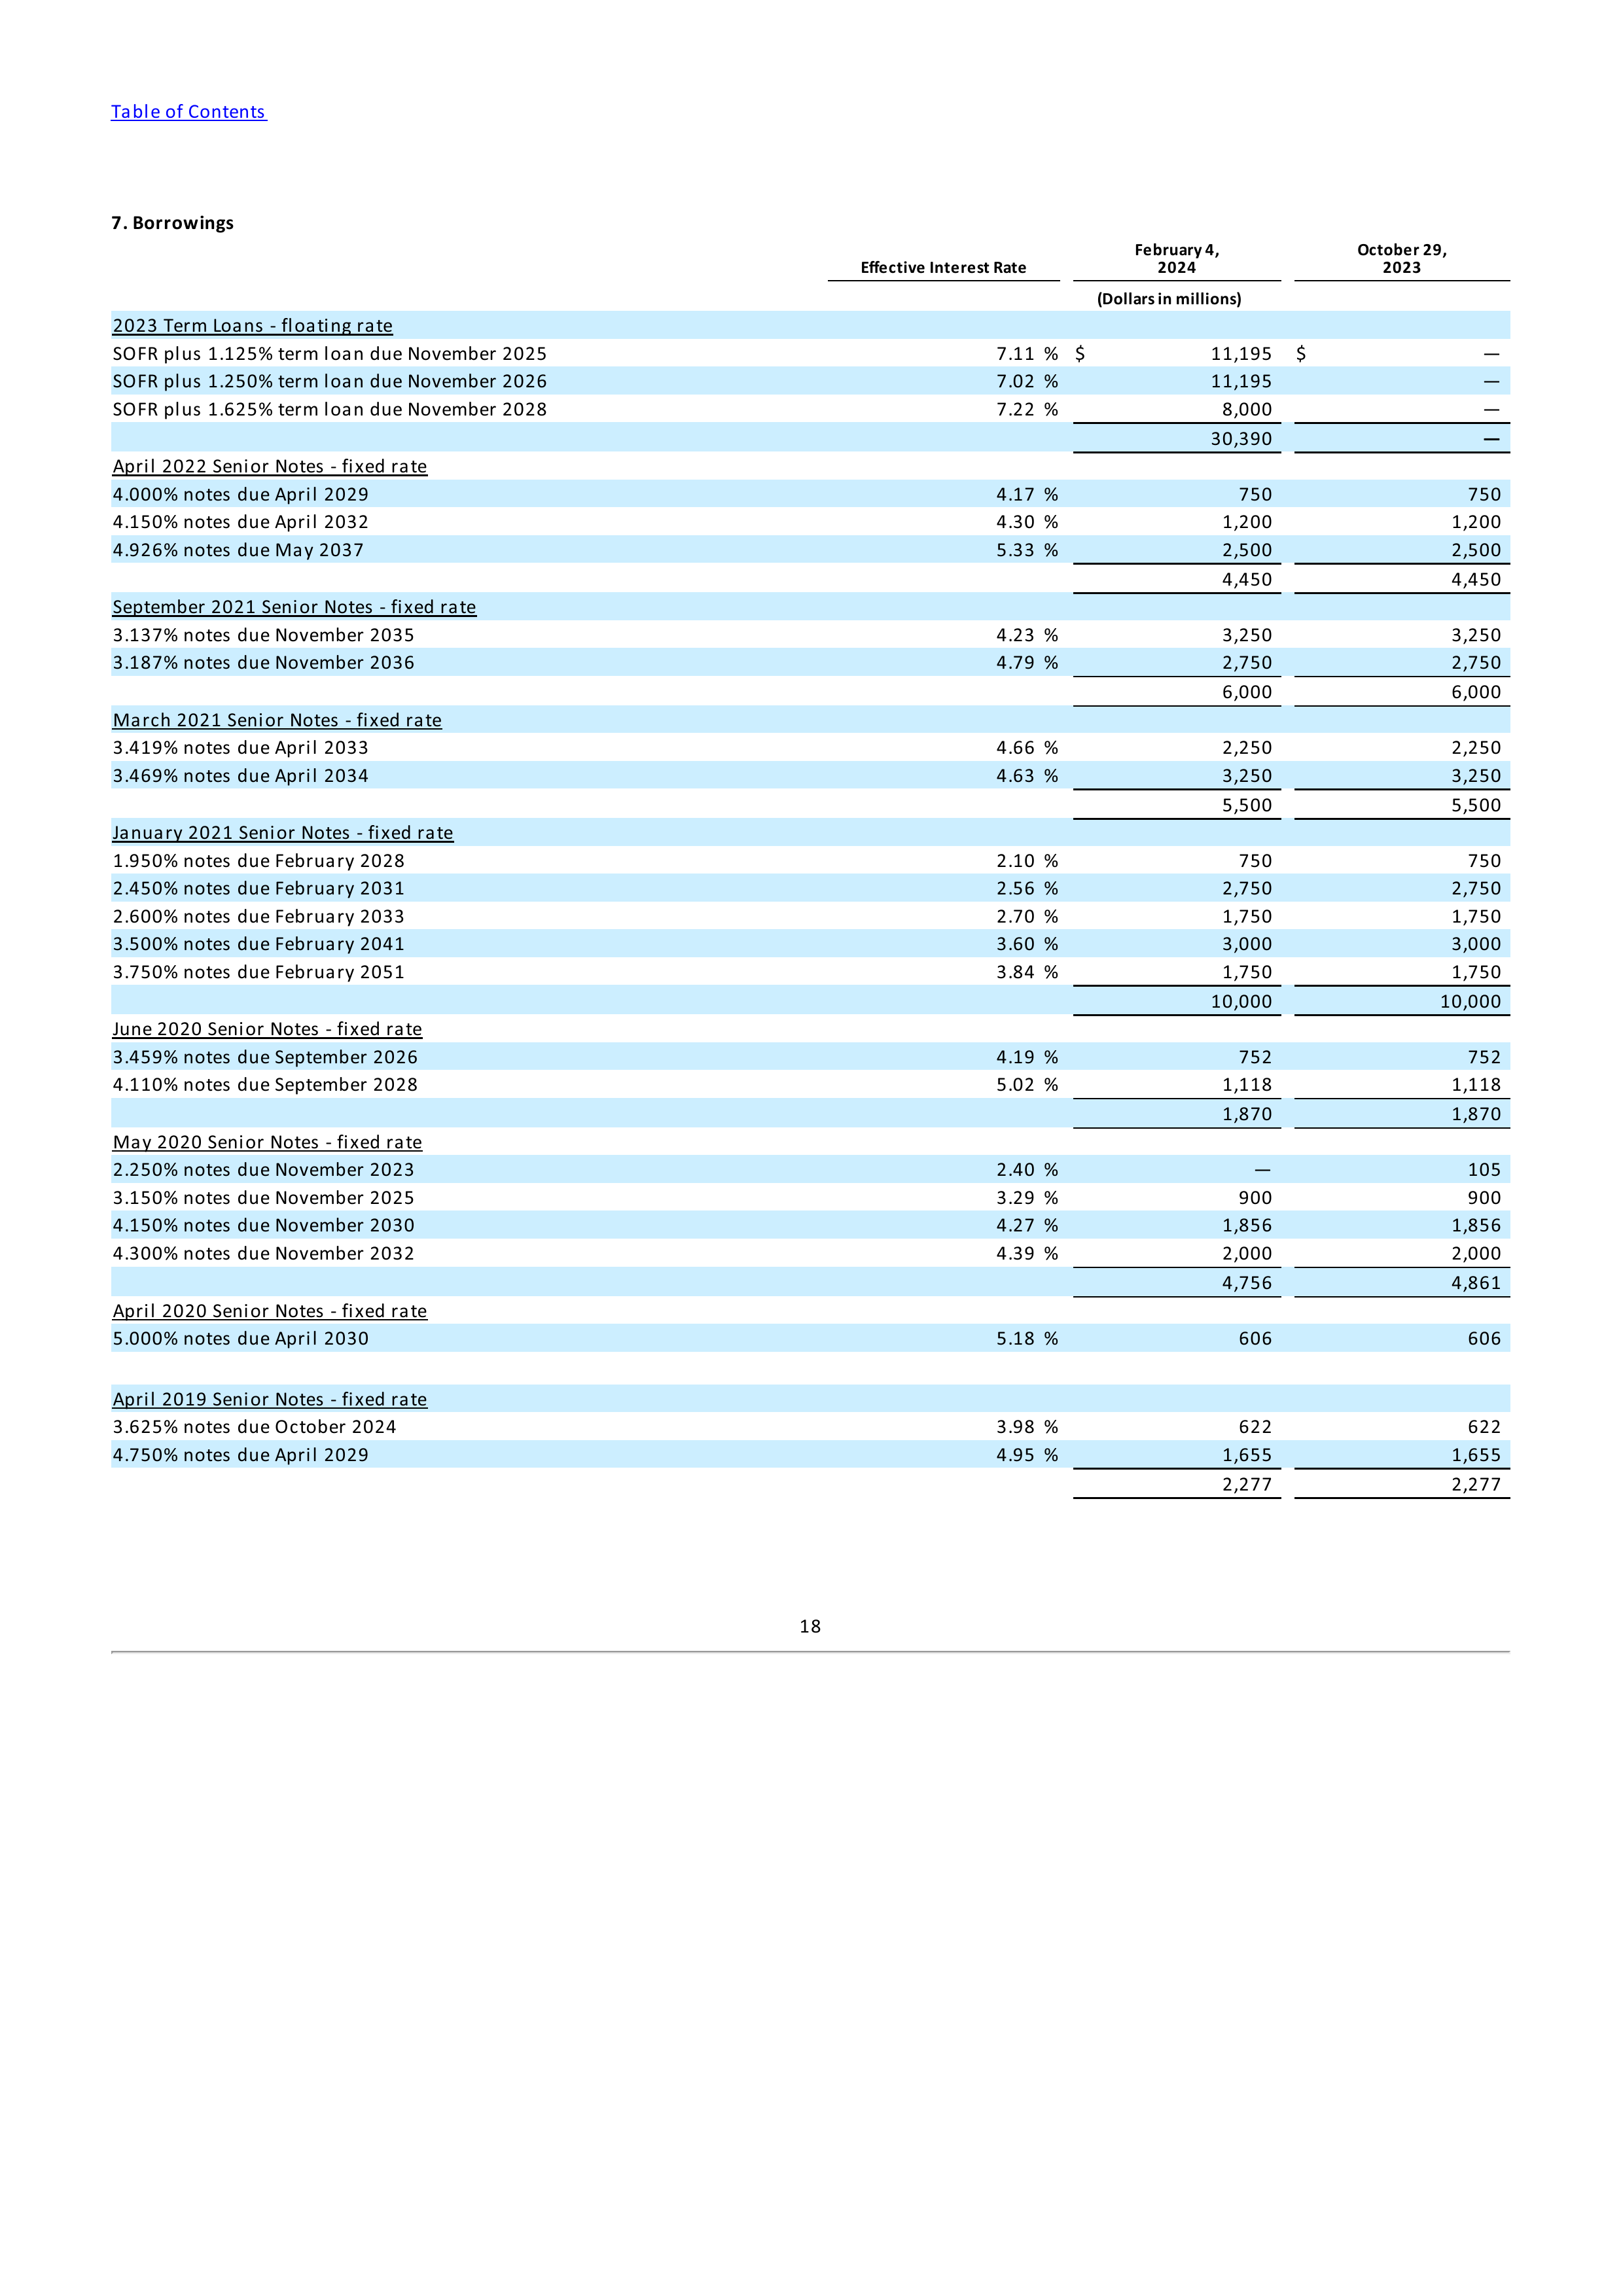 Table of Contents
7. Borrowings
Effective Interest Rate February 4, 2024 October 29, 2023
(Dollars in millions)
2023 Term Loans - floating rate
SOFR plus 1.125% term loan due November 2025 7.11 % $ 11,195 $ —
SOFR plus 1.250% term loan due November 2026 7.02 % 11,195 —
SOFR plus 1.625% term loan due November 2028 7.22 % 8,000 —
30,390 —
April 2022 Senior Notes - fixed rate
4.000% notes due April 2029 4.17 % 750 750
4.150% notes due April 2032 4.30 % 1,200 1,200
4.926% notes due May 2037 5.33 % 2,500 2,500
4,450 4,450
September 2021 Senior Notes - fixed rate
3.137% notes due November 2035 4.23 % 3,250 3,250
3.187% notes due November 2036 4.79 % 2,750 2,750
6,000 6,000
March 2021 Senior Notes - fixed rate
3.419% notes due April 2033 4.66 % 2,250 2,250
3.469% notes due April 2034 4.63 % 3,250 3,250
5,500 5,500
January 2021 Senior Notes - fixed rate
1.950% notes due February 2028 2.10 % 750 750
2.450% notes due February 2031 2.56 % 2,750 2,750
2.600% notes due February 2033 2.70 % 1,750 1,750
3.500% notes due February 2041 3.60 % 3,000 3,000
3.750% notes due February 2051 3.84 % 1,750 1,750
10,000 10,000
June 2020 Senior Notes - fixed rate
3.459% notes due September 2026 4.19 % 752 752
4.110% notes due September 2028 5.02 % 1,118 1,118
1,870 1,870
May 2020 Senior Notes - fixed rate
2.250% notes due November 2023 2.40 % — 105
3.150% notes due November 2025 3.29 % 900 900
4.150% notes due November 2030 4.27 % 1,856 1,856
4.300% notes due November 2032 4.39 % 2,000 2,000
4,756 4,861
April 2020 Senior Notes - fixed rate
5.000% notes due April 2030 5.18 % 606 606
April 2019 Senior Notes - fixed rate
3.625% notes due October 2024 3.98 % 622 622
4.750% notes due April 2029 4.95 % 1,655 1,655
2,277 2,277
18